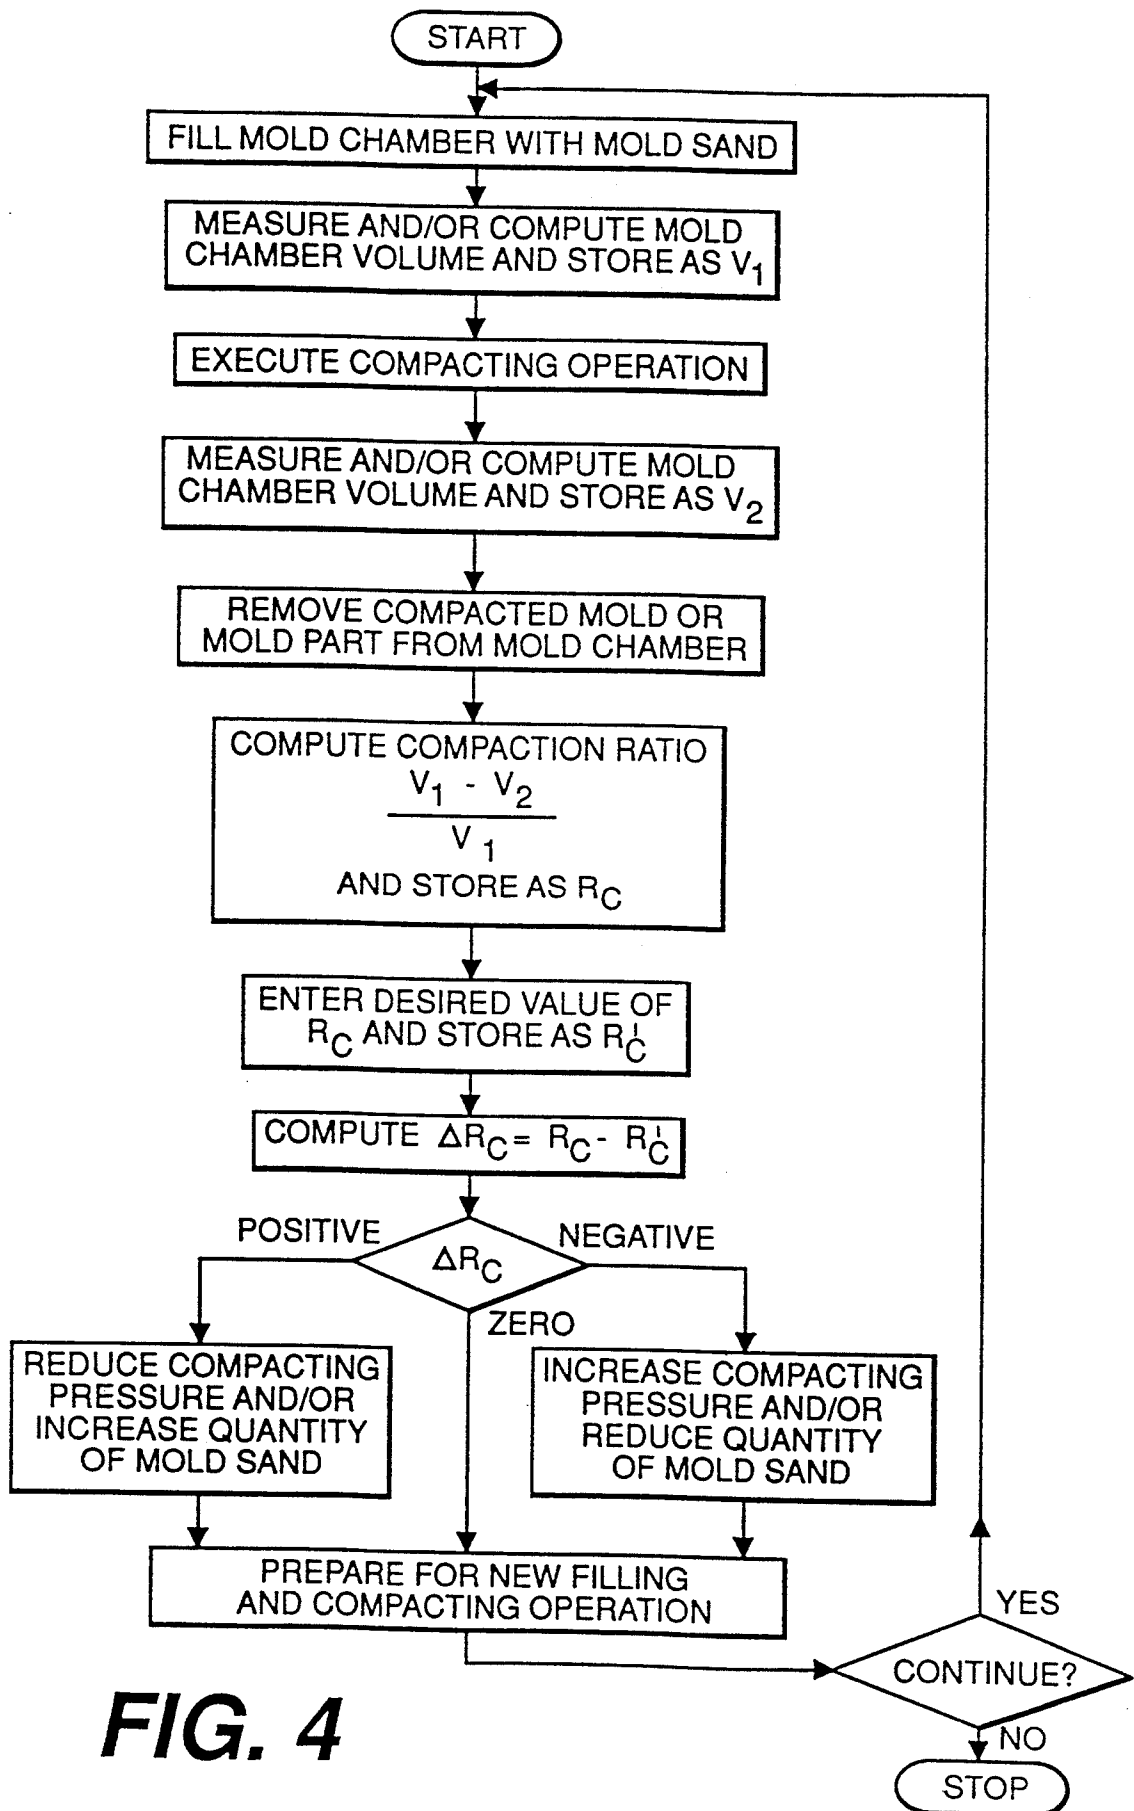 START
FILL MOLD CHAMBER WITH MOLD SAND
MEASURE AND/OR COMPUTE MOLD
CHAMBER VOLUME AND STORE AS V1
EXECUTE COMPACTING OPERATION
MEASURE AND/OR COMPUTE MOLD
CHAMBER VOLUME AND STORE AS V2
REMOVE COMPACTED MOLD OR
MOLD PART FROM MOLD CHAMBER
COMPUTE COMPACTION RATIO
V1 - V2
V1
AND STORE AS RC
ENTER DESIRED VALUE OF
RC AND STORE AS R'C
COMPUTE ΔRC = RC - R'C
POSITIVE
ΔRC
NEGATIVE
ZERO
REDUCE COMPACTING
PRESSURE AND/OR
INCREASE QUANTITY
OF MOLD SAND
INCREASE COMPACTING
PRESSURE AND/OR
REDUCE QUANTITY
OF MOLD SAND
PREPARE FOR NEW FILLING
AND COMPACTING OPERATION
YES
CONTINUE?
NO
STOP
FIG. 4